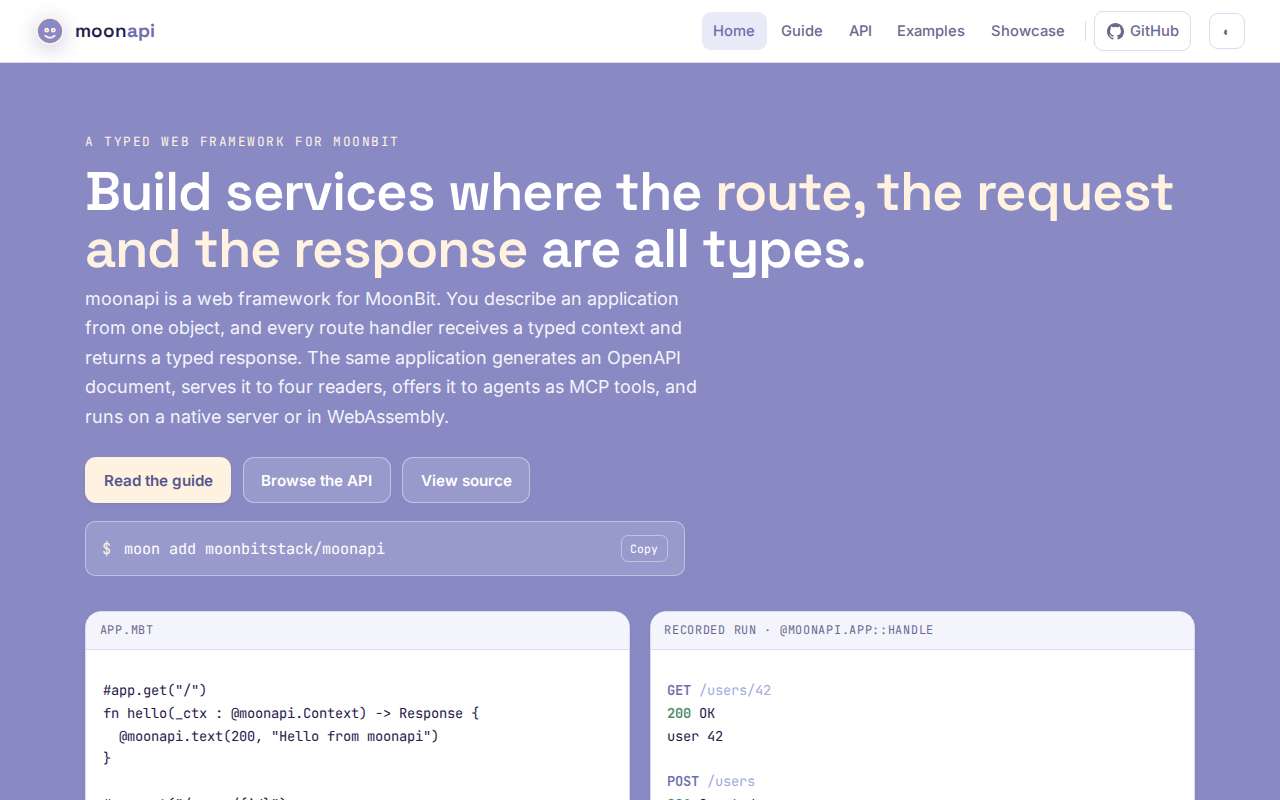 moonapi
Home Guide API Examples Showcase GitHub
A TYPED WEB FRAMEWORK FOR MOONBIT
Build services where the route, the request
and the response are all types.
moonapi is a web framework for MoonBit. You describe an application
from one object, and every route handler receives a typed context and
returns a typed response. The same application generates an OpenAPI
document, serves it to four readers, offers it to agents as MCP tools, and
runs on a native server or in WebAssembly.
Read the guide Browse the API View source
$ moon add moonbitstack/moonapi Copy
APP.MBT
#app.get("/")
fn hello(_ctx : @moonapi.Context) -> Response {
  @moonapi.text(200, "Hello from moonapi")
}
RECORDED RUN · @MOONAPI.APP::HANDLE
GET /users/42
200 OK
user 42
POST /users